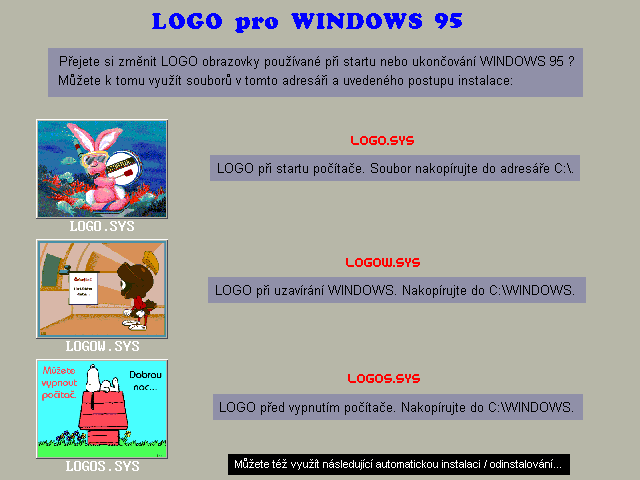 LOGO pro WINDOWS 95
Přejete si změnit LOGO obrazovky používané při startu nebo ukončování WINDOWS 95 ?
Můžete k tomu využít souborů v tomto adresáři a uvedeného postupu instalace:
LOGO.SYS
LOGO.SYS
LOGO při startu počítače. Soubor nakopírujte do adresáře C:\.
LOGOW.SYS
LOGOW.SYS
LOGO při uzavírání WINDOWS. Nakopírujte do C:\WINDOWS.
Můžete
vypnout
počítač.
Dobrou
noc...
LOGOS.SYS
LOGOS.SYS
LOGO před vypnutím počítače. Nakopírujte do C:\WINDOWS.
Můžete též využít následující automatickou instalaci / odinstalování...